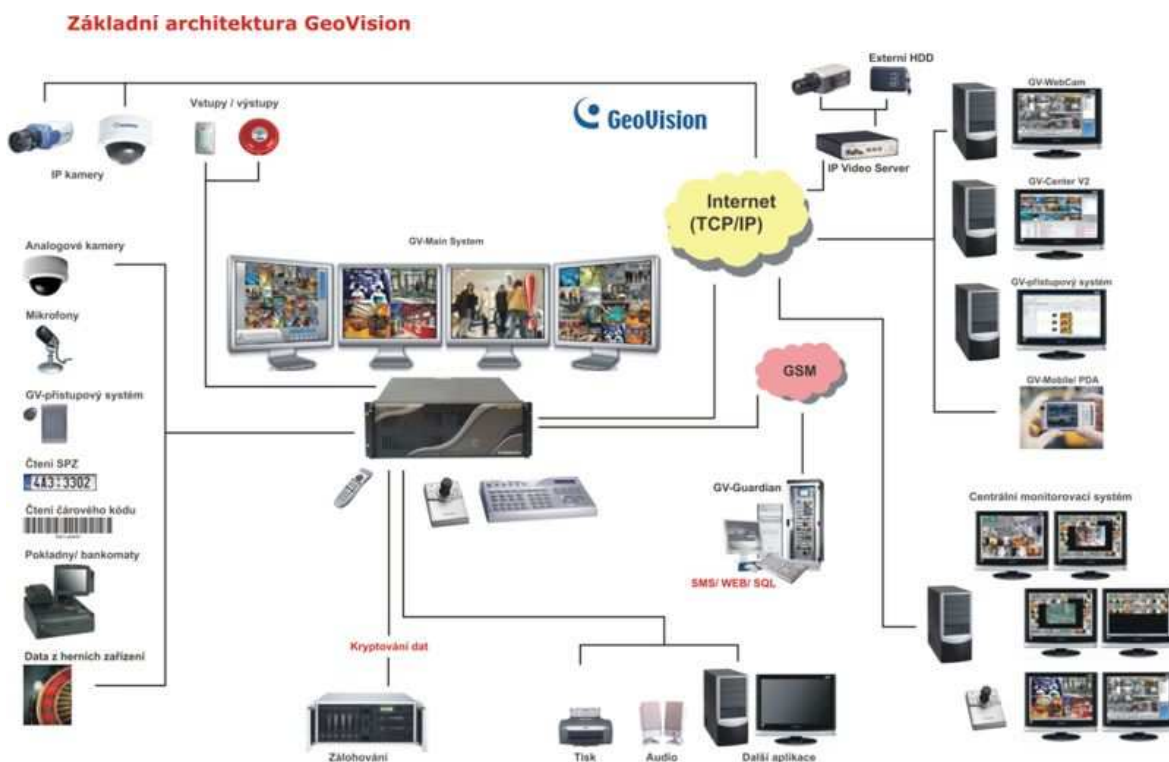 Základní architektura GeoVision
Externí HDD
GV-WebCam
Vstupy / výstupy
GeoVision
IP kamery
IP Video Server
Internet
(TCP/IP)
GV-Center V2
GV-Main System
Analogové kamery
Mikrofony
GV-přístupový systém
GSM
GV-přístupový systém
GV-Mobile/ PDA
Čtení SPZ
4A3:3302
Čtení čárového kódu
GV-Guardian
Centrální monitorovací systém
Pokladny/ bankomaty
SMS/ WEB/ SQL
Kryptování dat
Data z herních zařízení
Zálohování
Tisk
Audio
Další aplikace